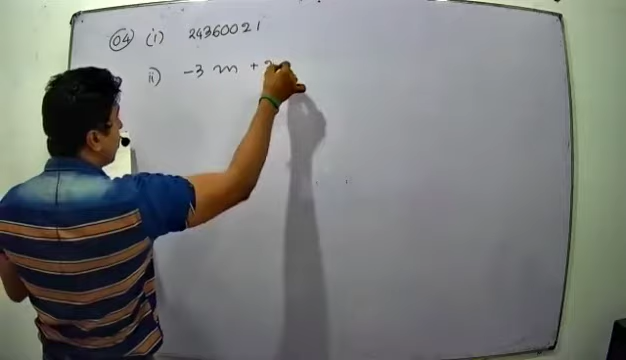 04 (i) 24360021
ii) -3 m +